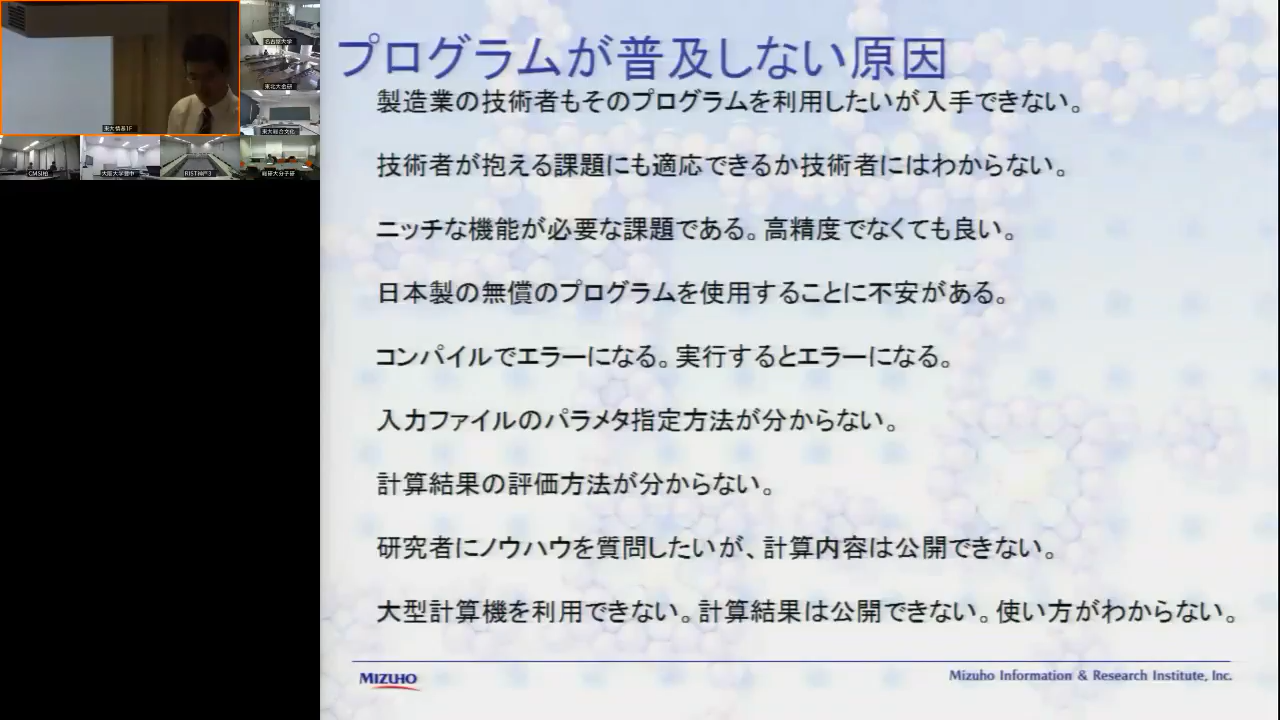 プログラムが普及しない原因
製造業の技術者もそのプログラムを利用したいが入手できない。
技術者が抱える課題にも適応できるか技術者にはわからない。
ニッチな機能が必要な課題である。高精度でなくても良い。
日本製の無償のプログラムを使用することに不安がある。
コンパイルでエラーになる。実行するとエラーになる。
入力ファイルのパラメタ指定方法が分からない。
計算結果の評価方法が分からない。
研究者にノウハウを質問したいが、計算内容は公開できない。
大型計算機を利用できない。計算結果は公開できない。使い方がわからない。
MIZUHO
Mizuho Information & Research Institute, Inc.
名古屋大学
東北大金研
東大情基1F
東大総合文化
CMSI柏
RIST神戸3
総研大分子研